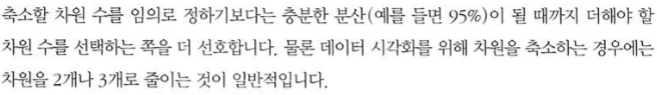 축소할 차원 수를 임의로 정하기보다는 충분한 분산(예를 들면 95%)이 될 때까지 더해야 할
차원 수를 선택하는 쪽을 더 선호합니다. 물론 데이터 시각화를 위해 차원을 축소하는 경우에는
차원을 2개나 3개로 줄이는 것이 일반적입니다.